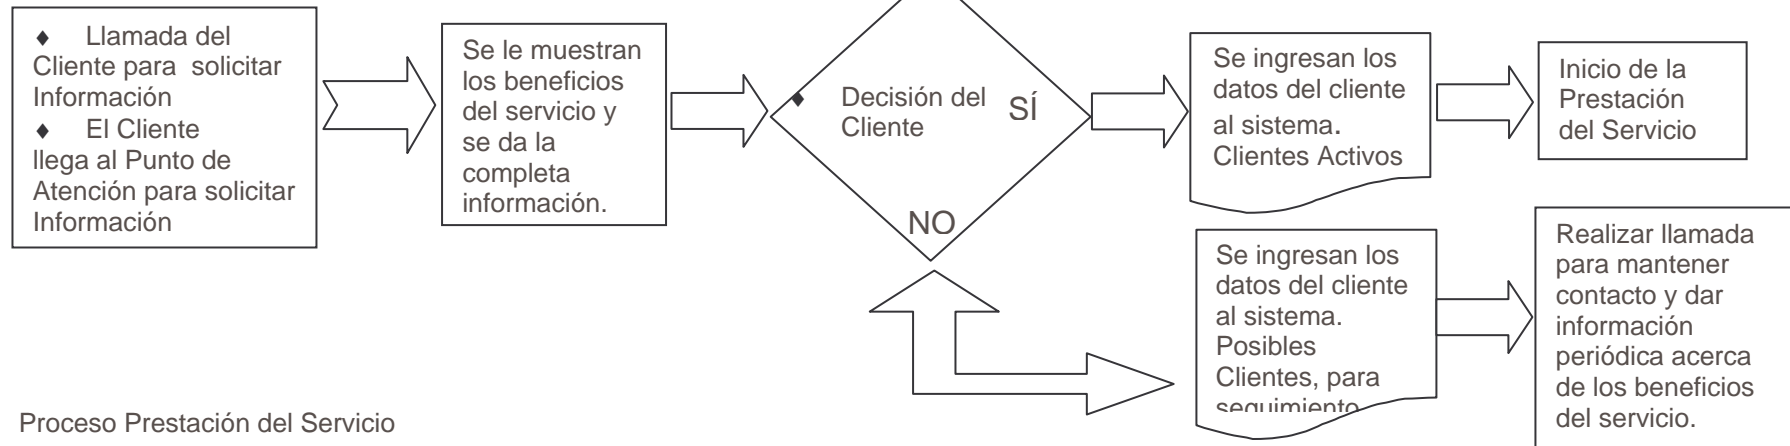 ♦ Llamada del
Cliente para solicitar
Información
♦ El Cliente
llega al Punto de
Atención para solicitar
Información
Se le muestran
los beneficios
del servicio y
se da la
completa
información.
♦ Decisión del
Cliente
SÍ
NO
Se ingresan los
datos del cliente
al sistema.
Clientes Activos
Inicio de la
Prestación
del Servicio
Se ingresan los
datos del cliente
al sistema.
Posibles
Clientes, para
seguimiento
Realizar llamada
para mantener
contacto y dar
información
periódica acerca
de los beneficios
del servicio.
Proceso Prestación del Servicio